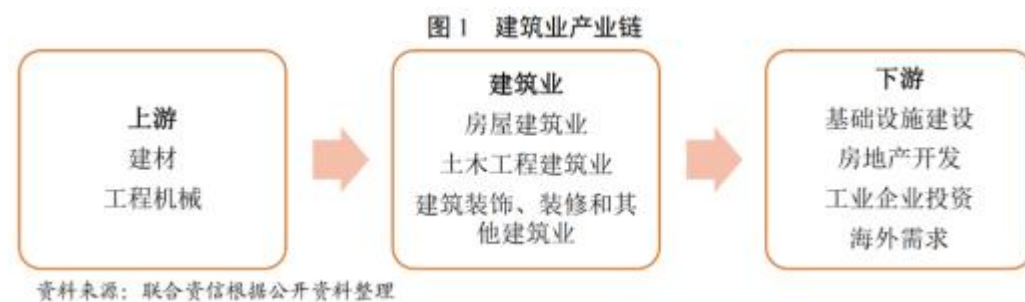 图 1 建筑业产业链
上游
建材
工程机械
建筑业
房屋建筑业
土木工程建筑业
建筑装饰、装修和其
他建筑业
下游
基础设施建设
房地产开发
工业企业投资
海外需求
资料来源：联合资信根据公开资料整理